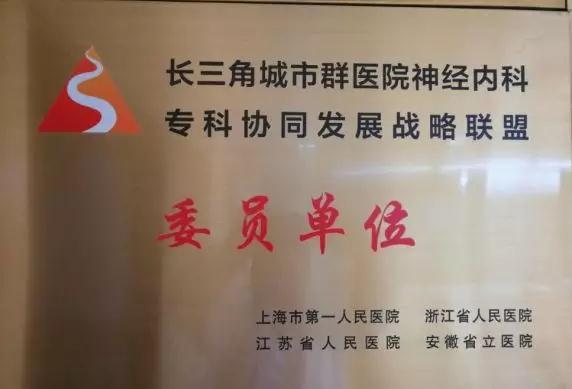 长三角城市群医院神经内科
专科协同发展战略联盟
委员单位
上海市第一人民医院 浙江省人民医院
江苏省人民医院 安徽省立医院